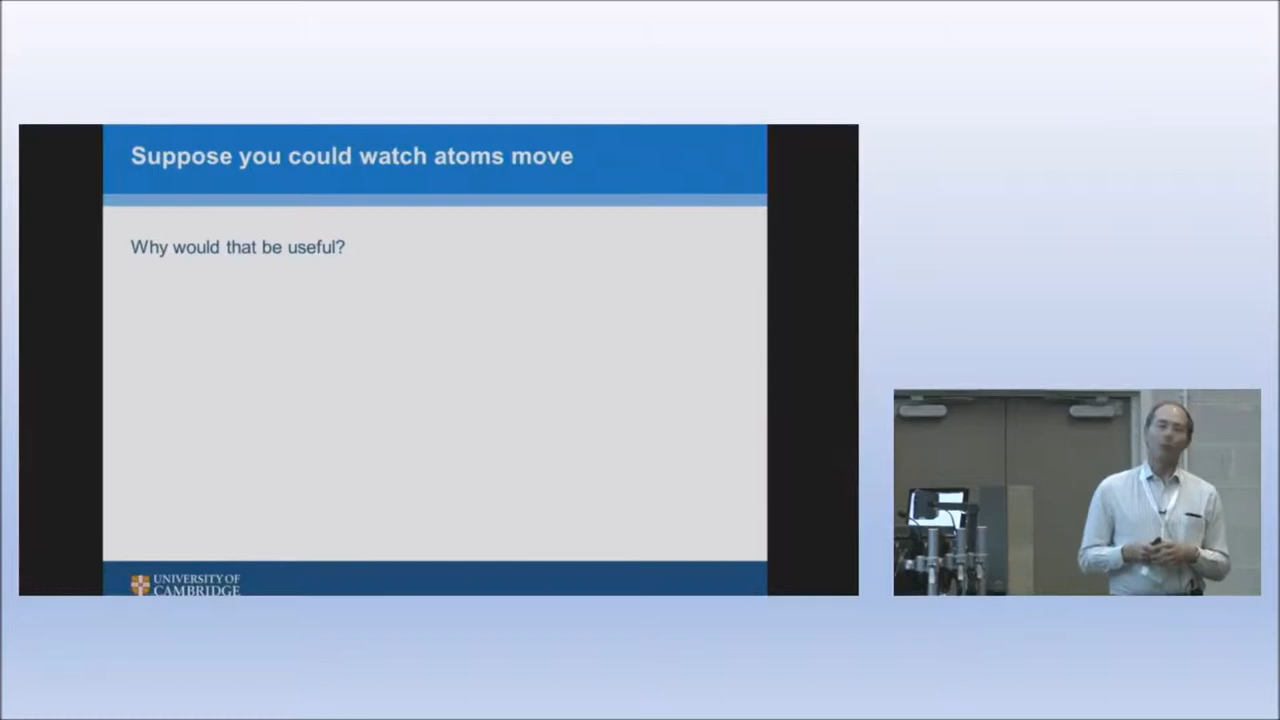 Suppose you could watch atoms move
Why would that be useful?
UNIVERSITY OF
CAMBRIDGE